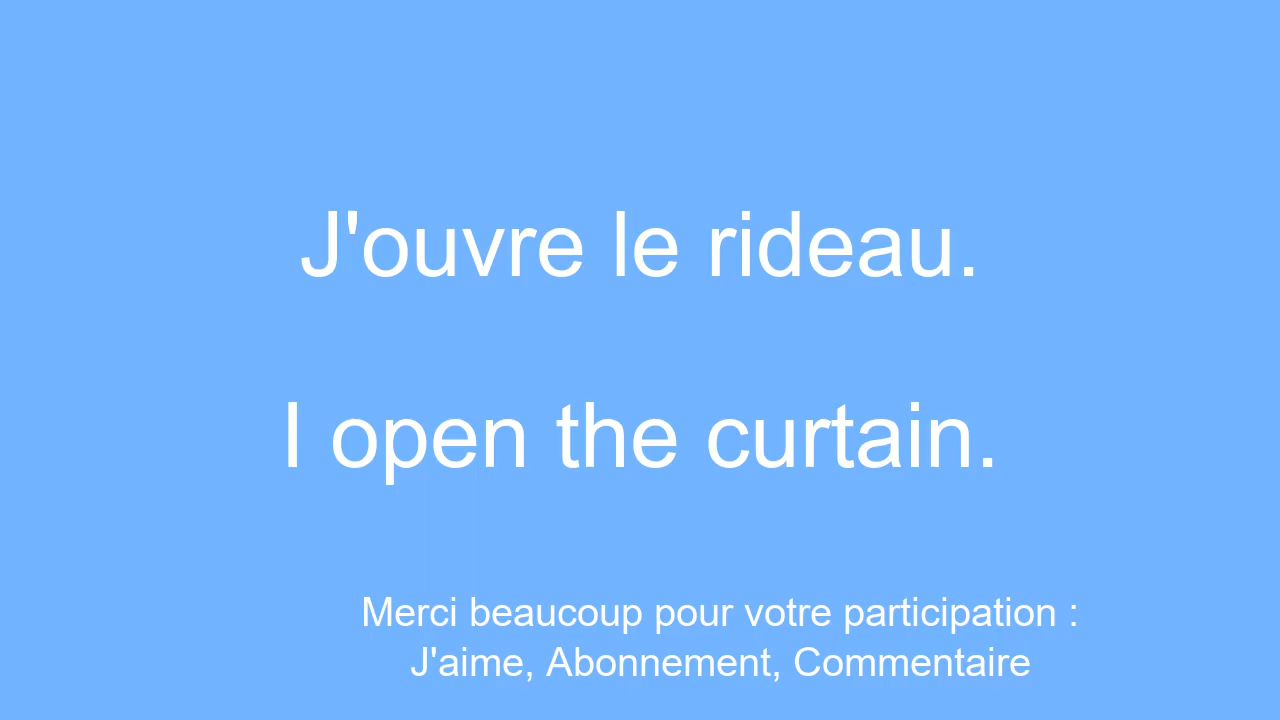 J'ouvre le rideau.
I open the curtain.
Merci beaucoup pour votre participation :
J'aime, Abonnement, Commentaire